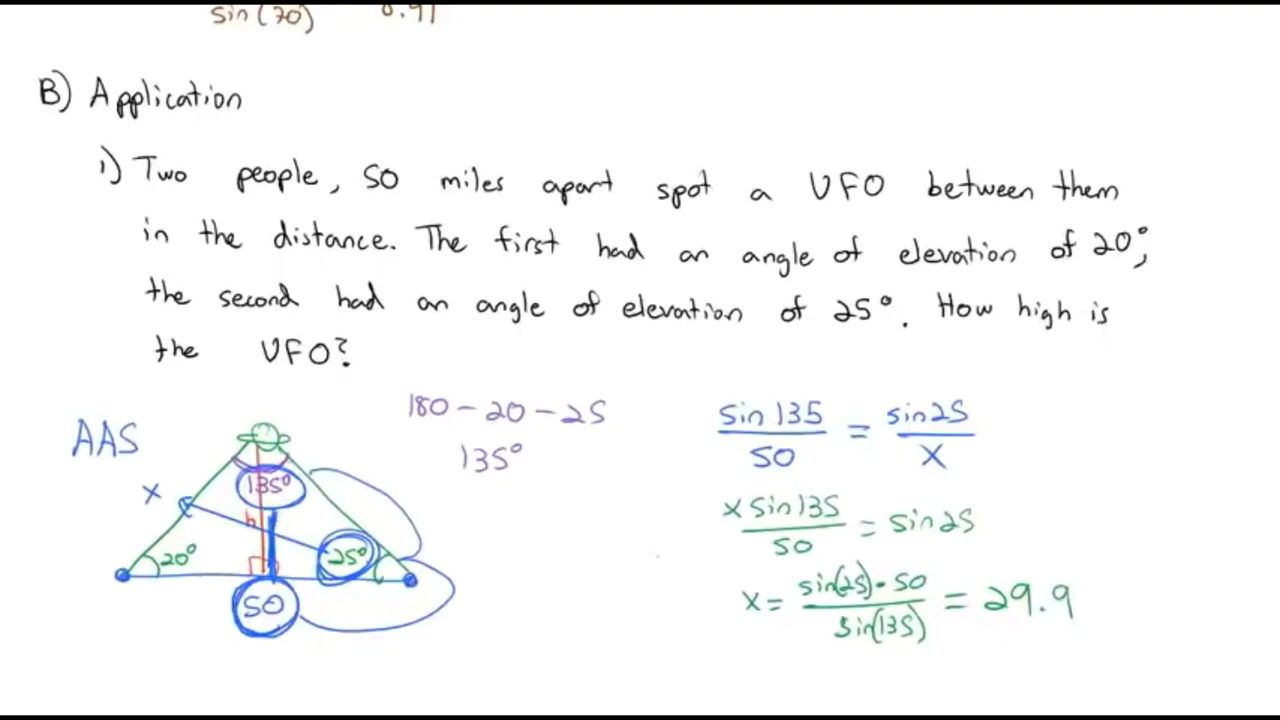 sin(70) 0.91
B) Application
1) Two people, 50 miles apart spot a UFO between them
in the distance. The first had an angle of elevation of 20°,
the second had an angle of elevation of 25°. How high is
the UFO?
AAS
x
135°
h
20°
25°
50
180 - 20 - 25
135°
sin 135 / 50 = sin 25 / x
x sin 135 / 50 = sin 25
x = sin(25) · 50 / sin(135) = 29.9